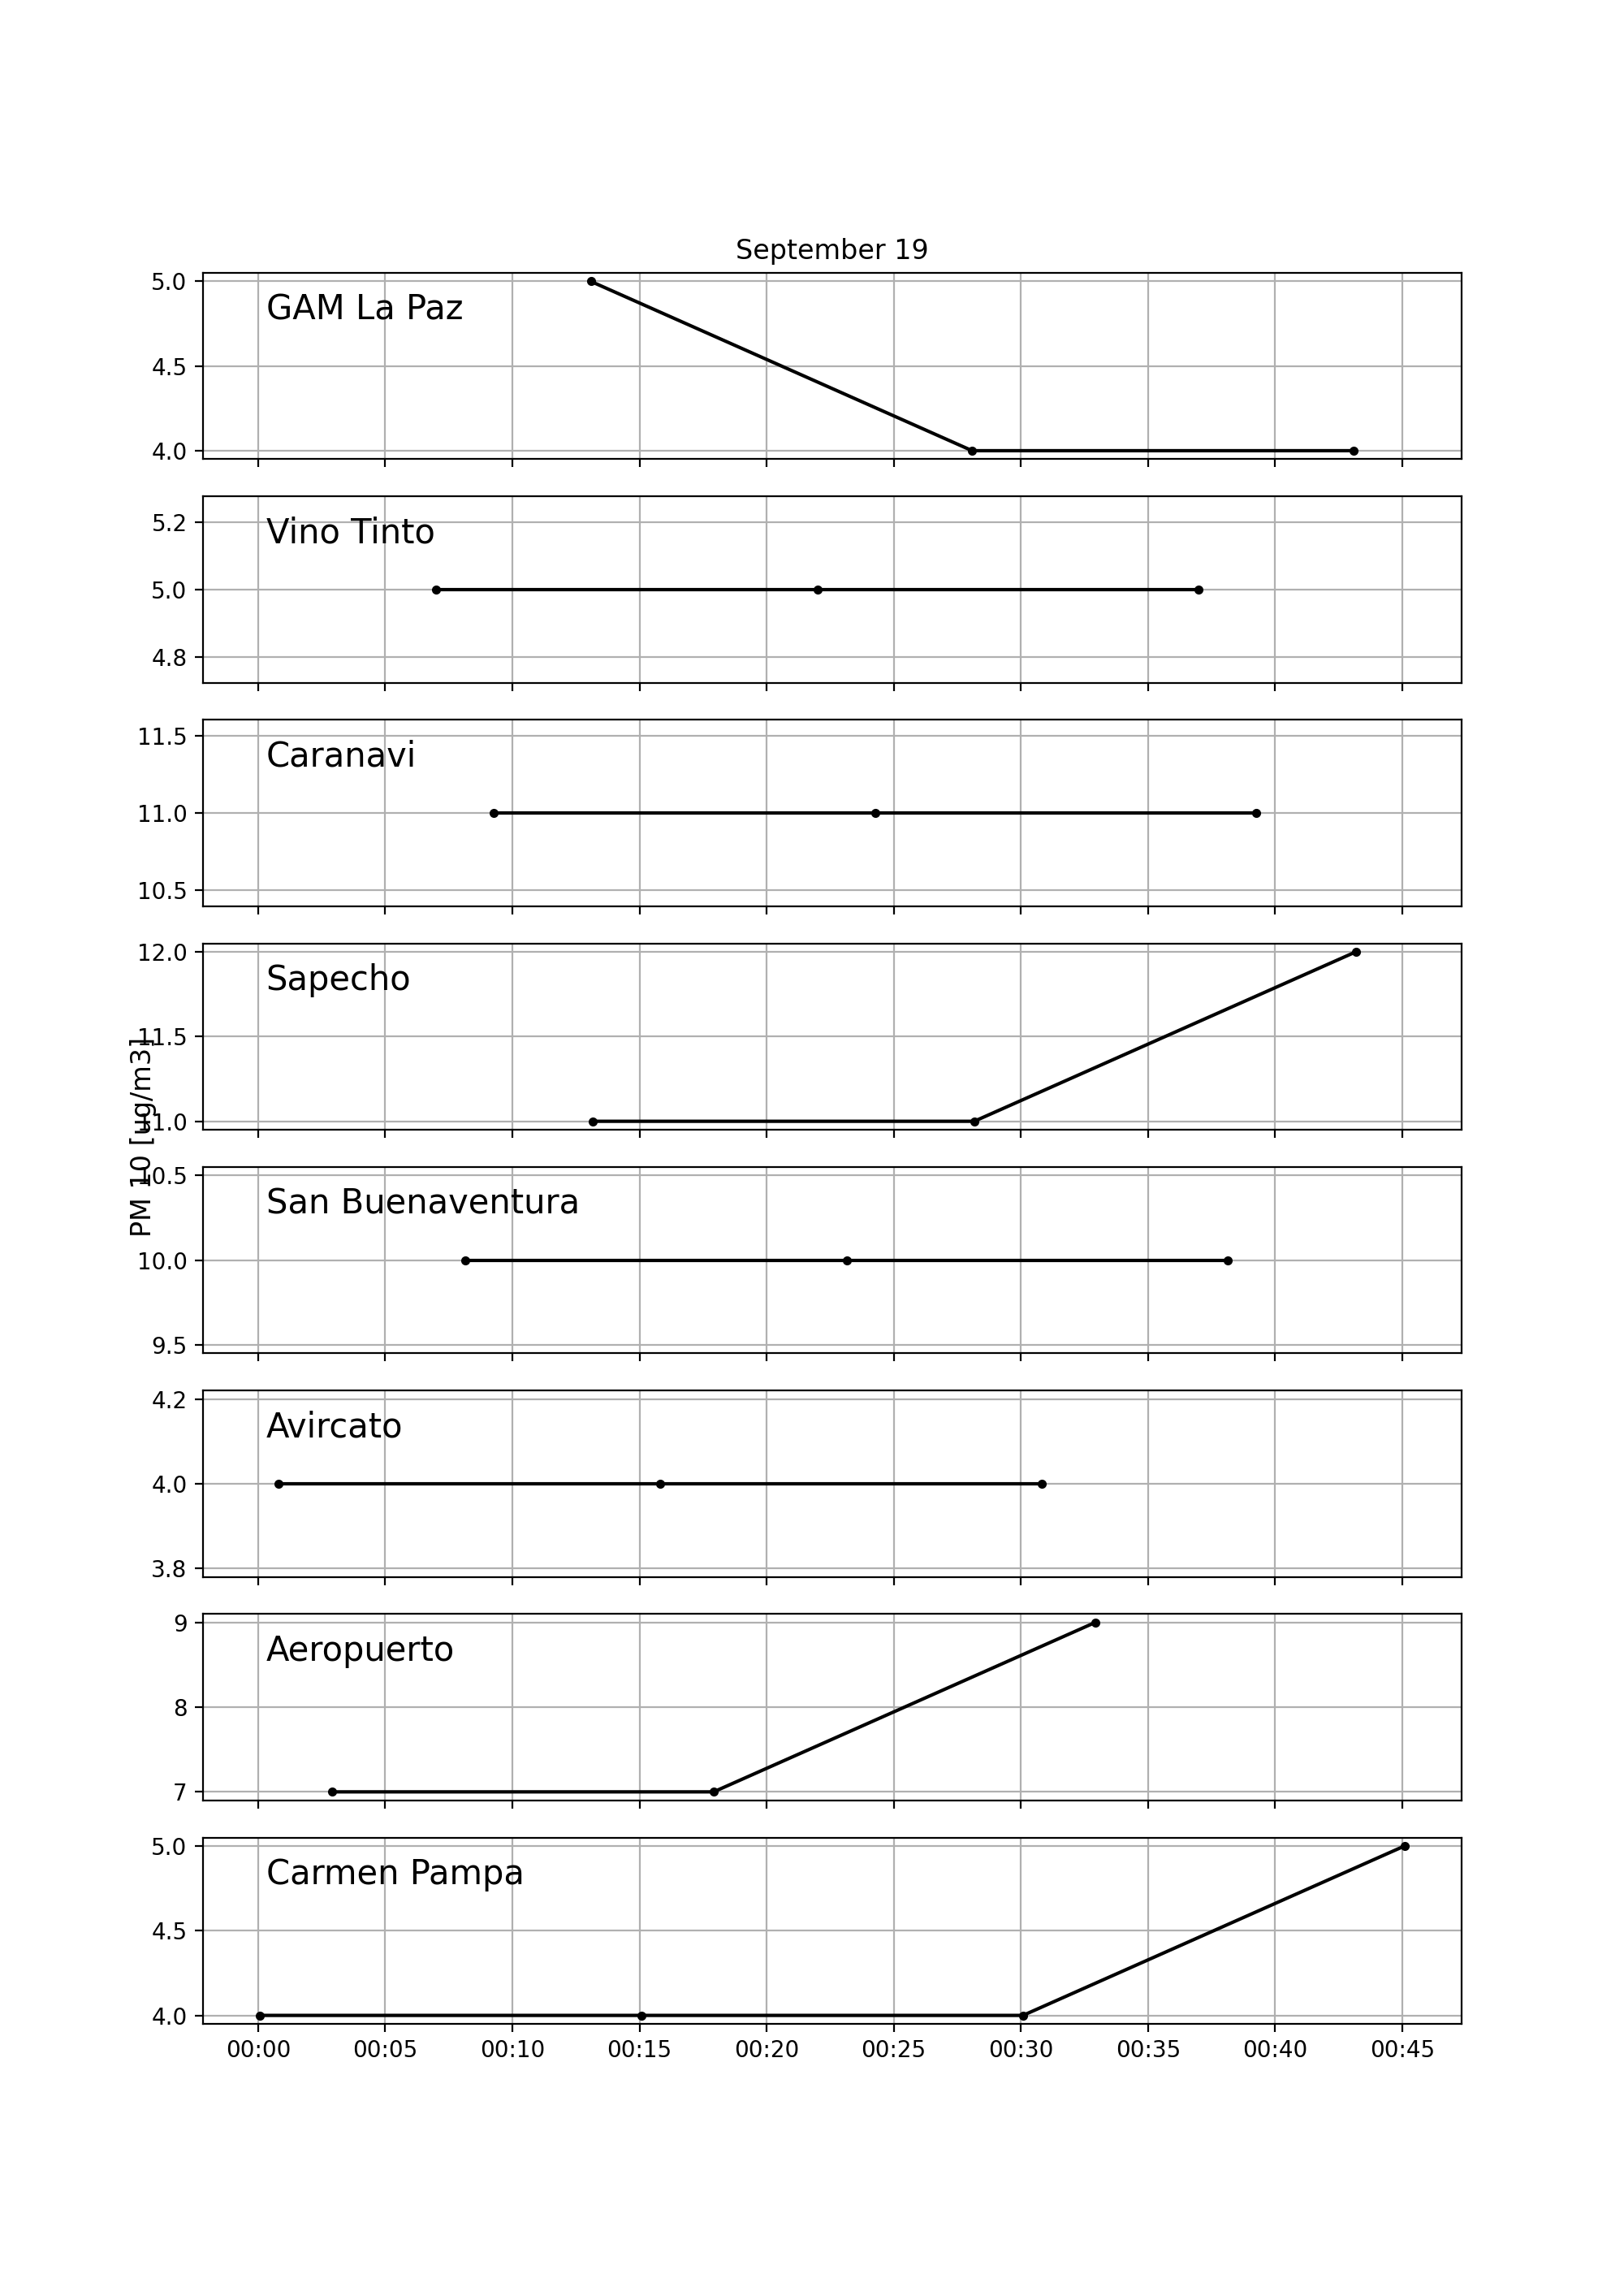 September 19
5.0
GAM La Paz
4.5
4.0
5.2
Vino Tinto
5.0
4.8
11.5
Caranavi
11.0
10.5
12.0
Sapecho
11.5
11.0
PM 10 [ug/m3]
10.5
San Buenaventura
10.0
9.5
4.2
Avircato
4.0
3.8
9
Aeropuerto
8
7
5.0
Carmen Pampa
4.5
4.0
00:00 00:05 00:10 00:15 00:20 00:25 00:30 00:35 00:40 00:45